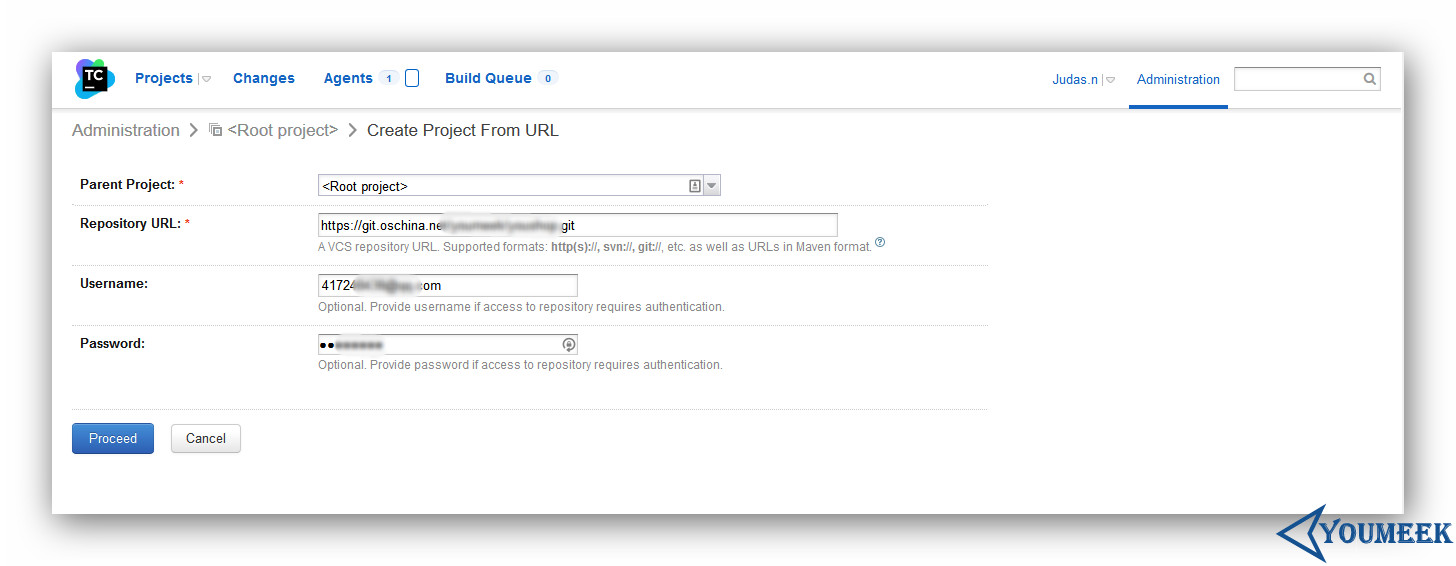 TC
Projects
Changes
Agents 1
Build Queue 0
Judas.n
Administration
Administration > <Root project> > Create Project From URL
Parent Project: *
<Root project>
Repository URL: *
https://git.oschina.ne .git
A VCS repository URL. Supported formats: http(s)://, svn://, git://, etc. as well as URLs in Maven format. ?
Username:
41724 om
Optional. Provide username if access to repository requires authentication.
Password:
Optional. Provide password if access to repository requires authentication.
Proceed
Cancel
YOUMEEK